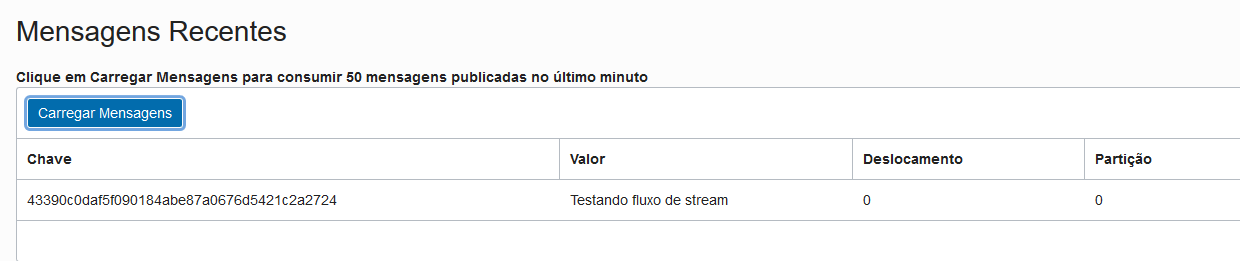 Mensagens Recentes
Clique em Carregar Mensagens para consumir 50 mensagens publicadas no último minuto
Carregar Mensagens
Chave Valor Deslocamento Partição
43390c0daf5f090184abe87a0676d5421c2a2724 Testando fluxo de stream 0 0